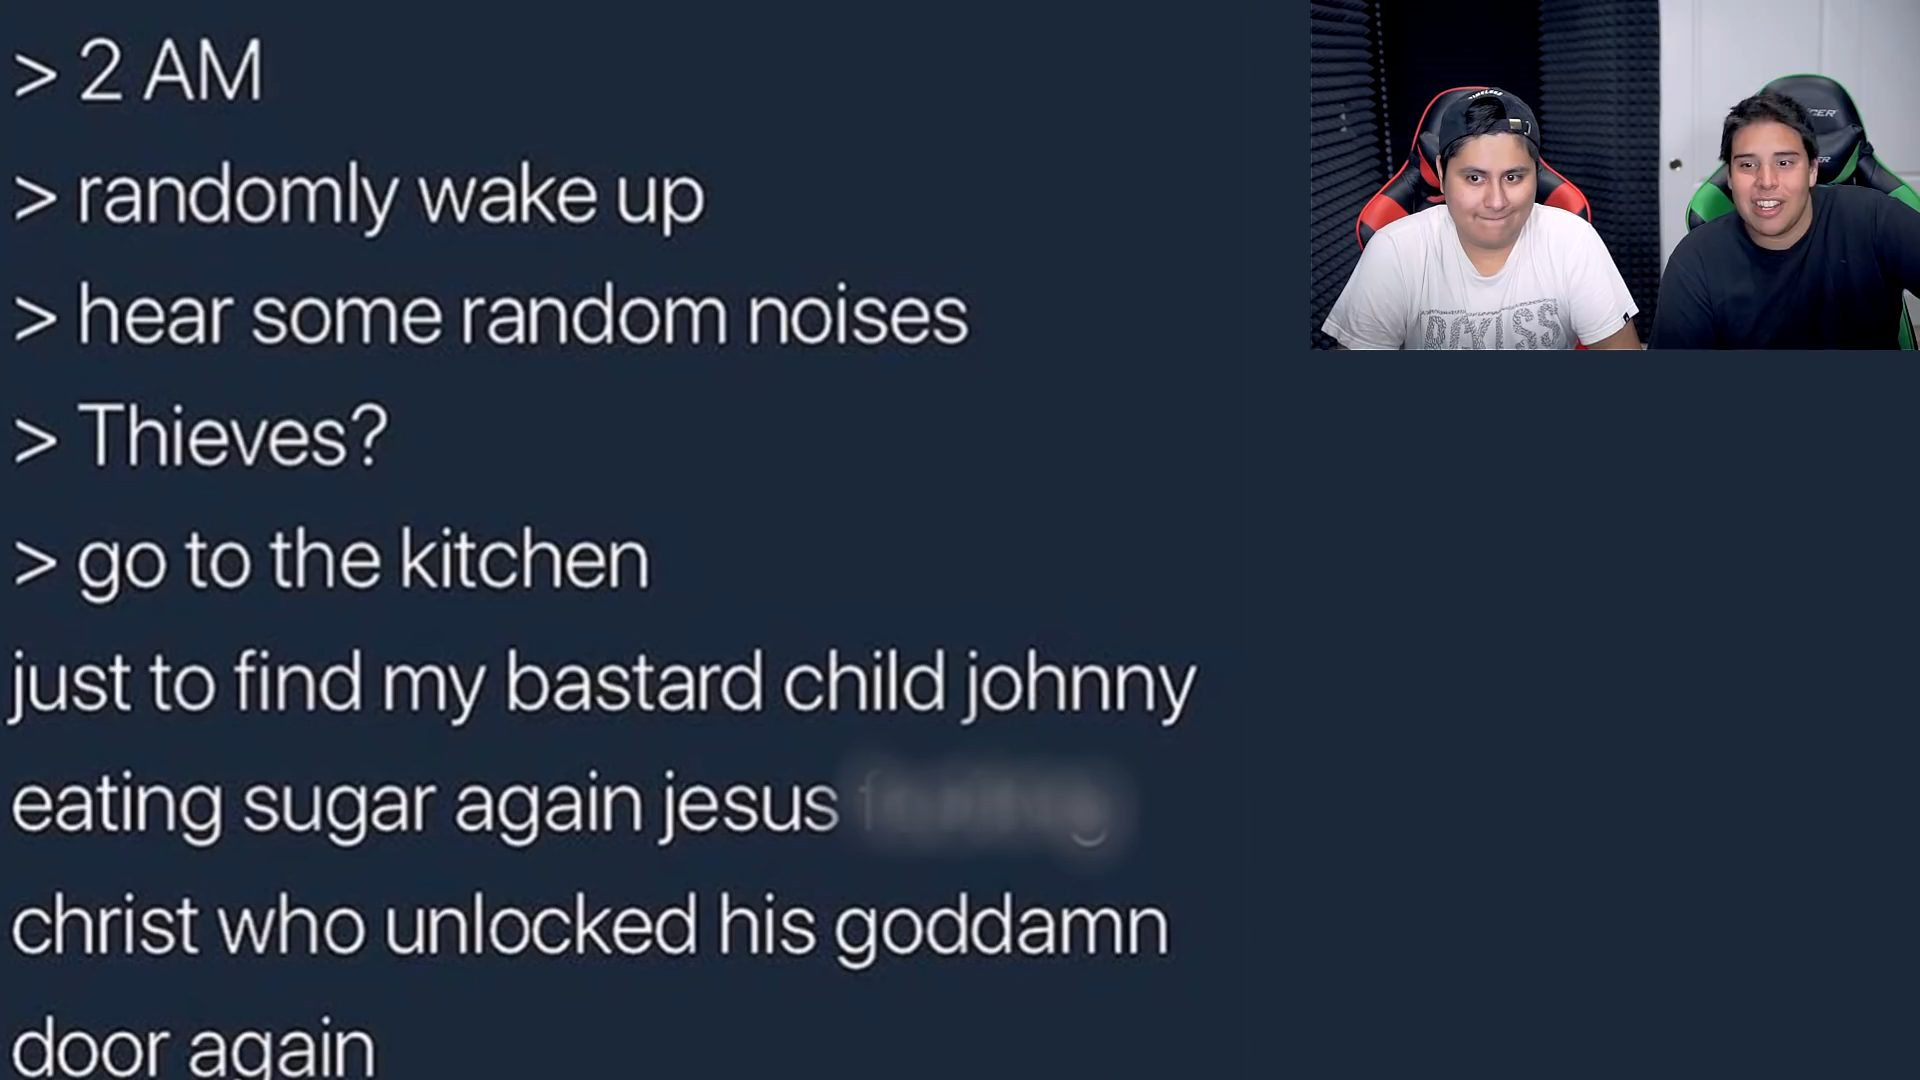 > 2 AM
> randomly wake up
> hear some random noises
> Thieves?
> go to the kitchen
just to find my bastard child johnny
eating sugar again jesus
christ who unlocked his goddamn
door again